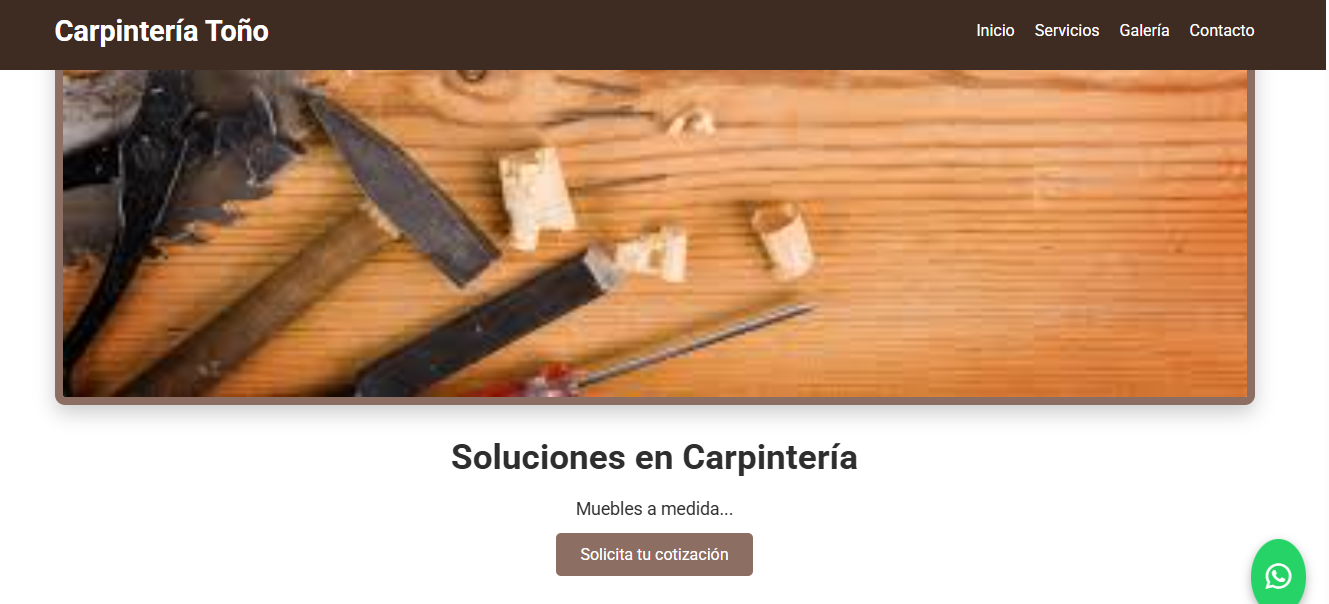 Carpintería Toño
Inicio Servicios Galería Contacto
Soluciones en Carpintería
Muebles a medida...
Solicita tu cotización